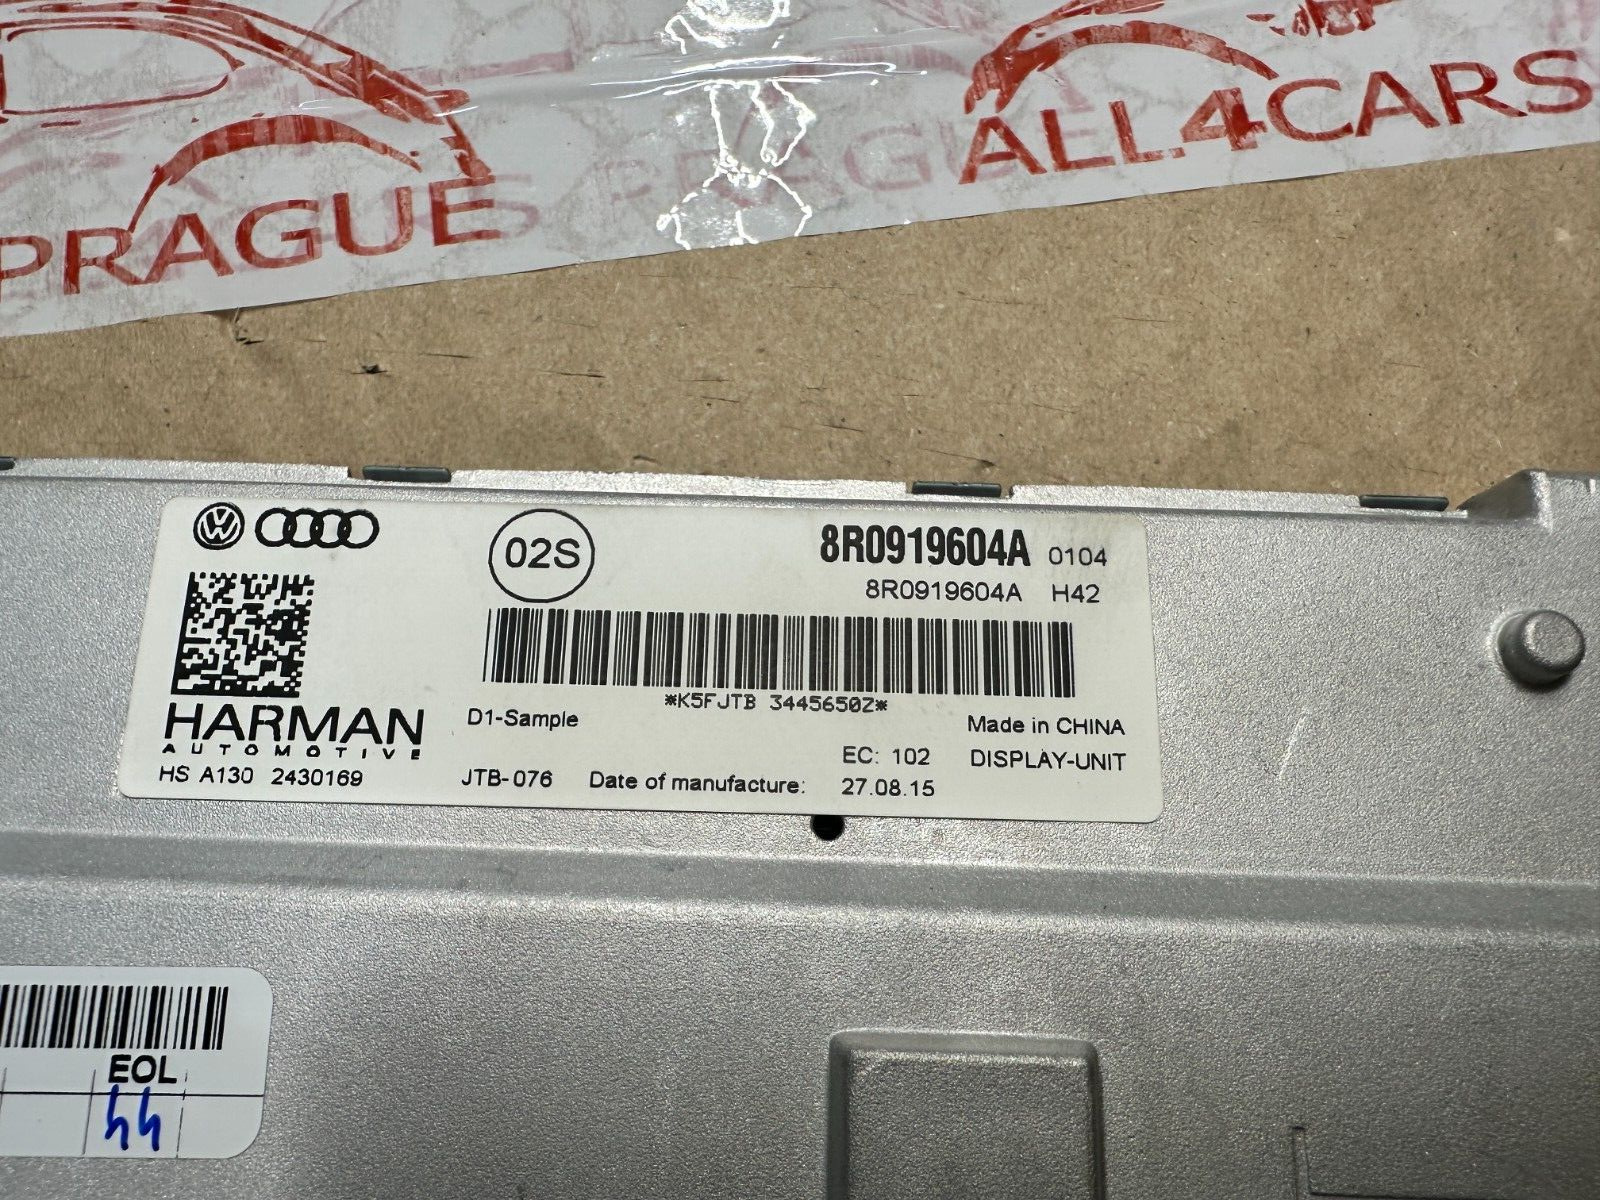 PRAGUE
ALL4CARS
02S
8R0919604A 0104
8R0919604A H42
*K5FJTB 3445650Z*
HARMAN
AUTOMOTIVE
D1-Sample
Made in CHINA
EC: 102
DISPLAY-UNIT
HS A130 2430169
JTB-076
Date of manufacture: 27.08.15
EOL
44